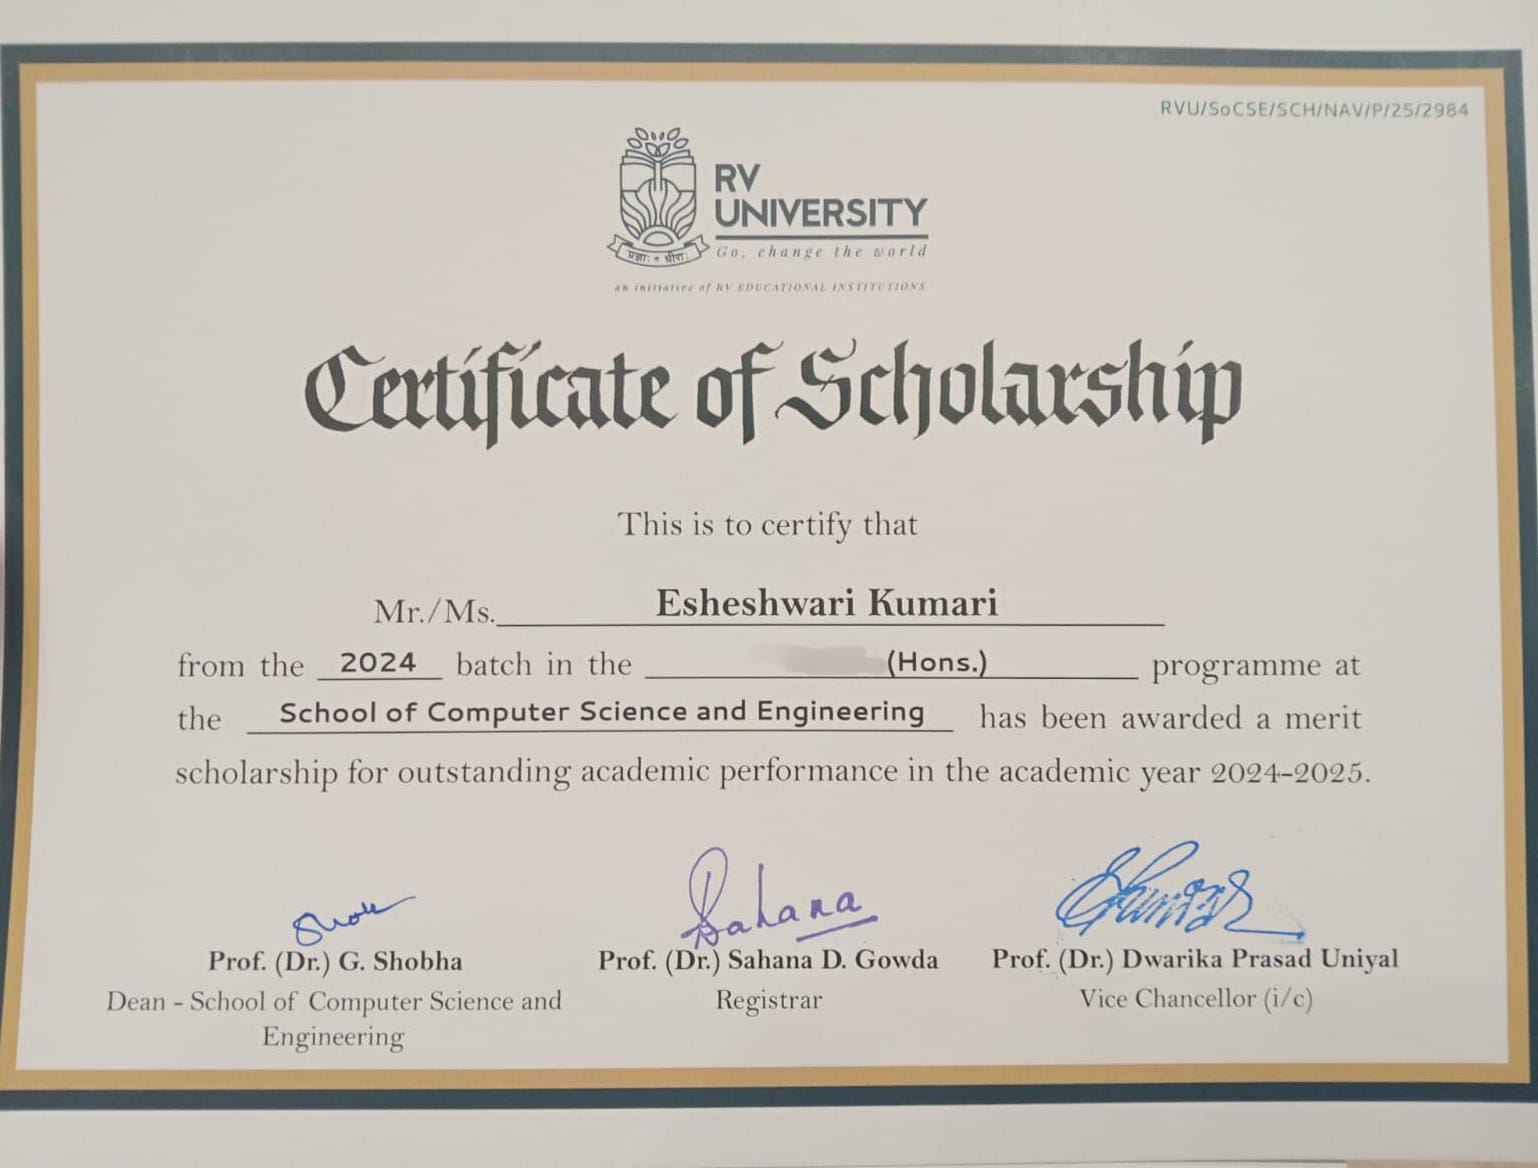 RVU/SoCSE/SCH/NAV/P/25/2984
RV
UNIVERSITY
Go, change the world
प्रज्ञाः * धीराः
an initiative of RV EDUCATIONAL INSTITUTIONS
Certificate of Scholarship
This is to certify that
Mr./Ms. Esheshwari Kumari
from the 2024 batch in the (Hons.) programme at
the School of Computer Science and Engineering has been awarded a merit
scholarship for outstanding academic performance in the academic year 2024-2025.
Sahana
Prof. (Dr.) G. Shobha
Dean - School of Computer Science and
Engineering
Prof. (Dr.) Sahana D. Gowda
Registrar
Prof. (Dr.) Dwarika Prasad Uniyal
Vice Chancellor (i/c)